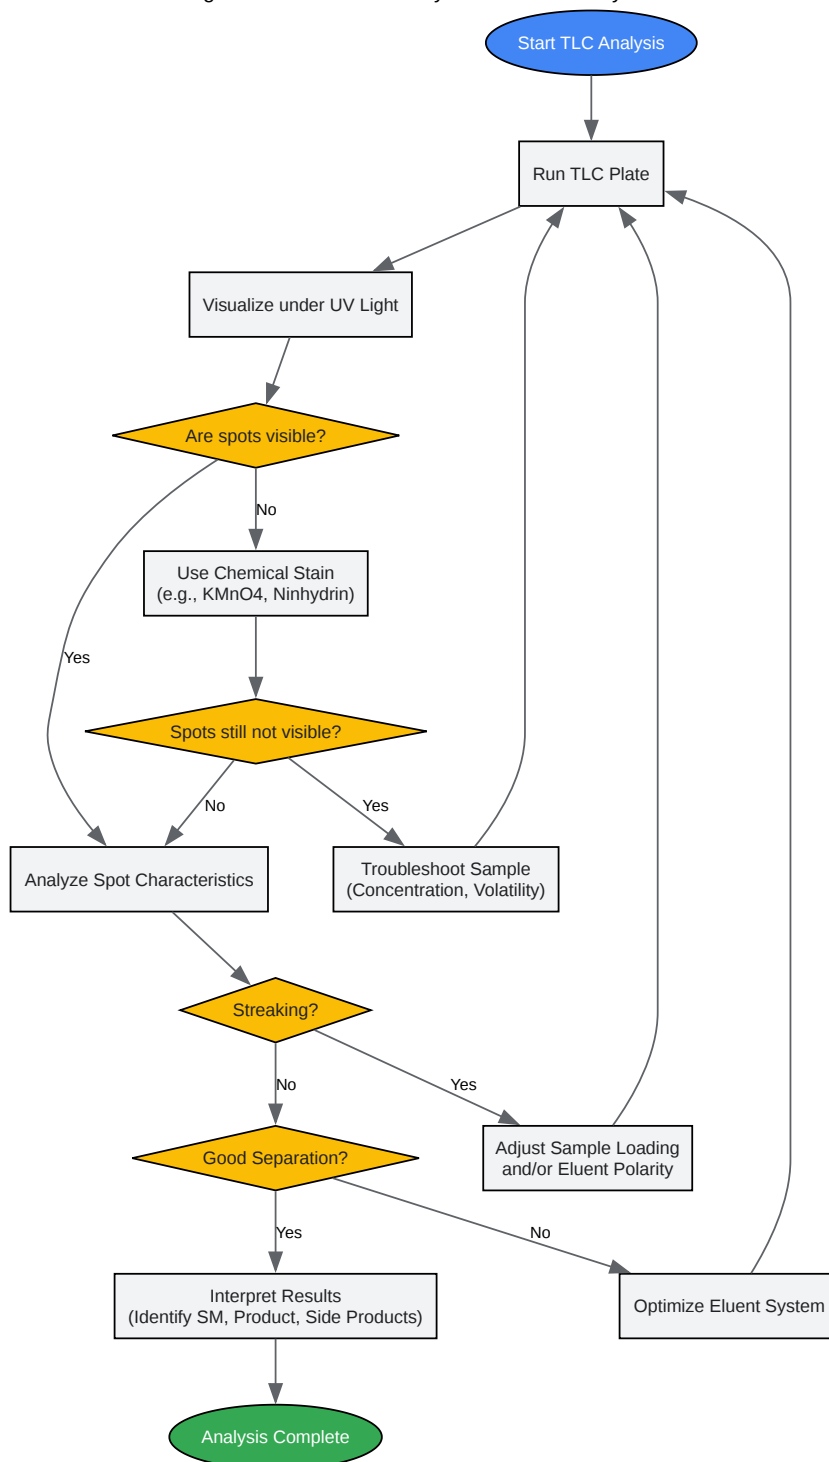 Start TLC Analysis
Run TLC Plate
Visualize under UV Light
Are spots visible?
No
Use Chemical Stain
(e.g., KMnO4, Ninhydrin)
Yes
Spots still not visible?
No
Yes
Analyze Spot Characteristics
Troubleshoot Sample
(Concentration, Volatility)
Streaking?
No
Yes
Good Separation?
Adjust Sample Loading
and/or Eluent Polarity
Yes
No
Interpret Results
(Identify SM, Product, Side Products)
Optimize Eluent System
Analysis Complete